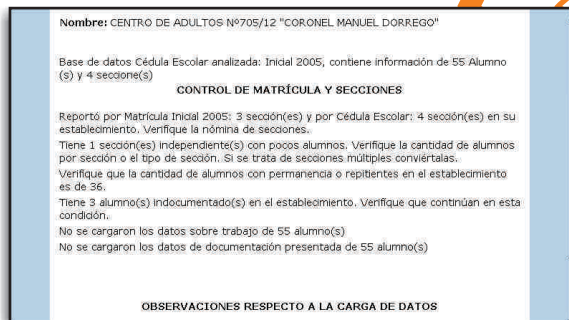 Nombre: CENTRO DE ADULTOS Nº705/12 "CORONEL MANUEL DORREGO"
Base de datos Cédula Escolar analizada: Inicial 2005, contiene información de 55 Alumno
(s) y 4 seccione(s)
CONTROL DE MATRÍCULA Y SECCIONES
Reportó por Matrícula Inicial 2005: 3 sección(es) y por Cédula Escolar: 4 sección(es) en su
establecimiento. Verifique la nómina de secciones.
Tiene 1 sección(es) independiente(s) con pocos alumnos. Verifique la cantidad de alumnos
por sección o el tipo de sección. Si se trata de secciones múltiples conviértalas.
Verifique que la cantidad de alumnos con permanencia o repitientes en el establecimiento
es de 36.
Tiene 3 alumno(s) indocumentado(s) en el establecimiento. Verifique que continúan en esta
condición.
No se cargaron los datos sobre trabajo de 55 alumno(s)
No se cargaron los datos de documentación presentada de 55 alumno(s)
OBSERVACIONES RESPECTO A LA CARGA DE DATOS